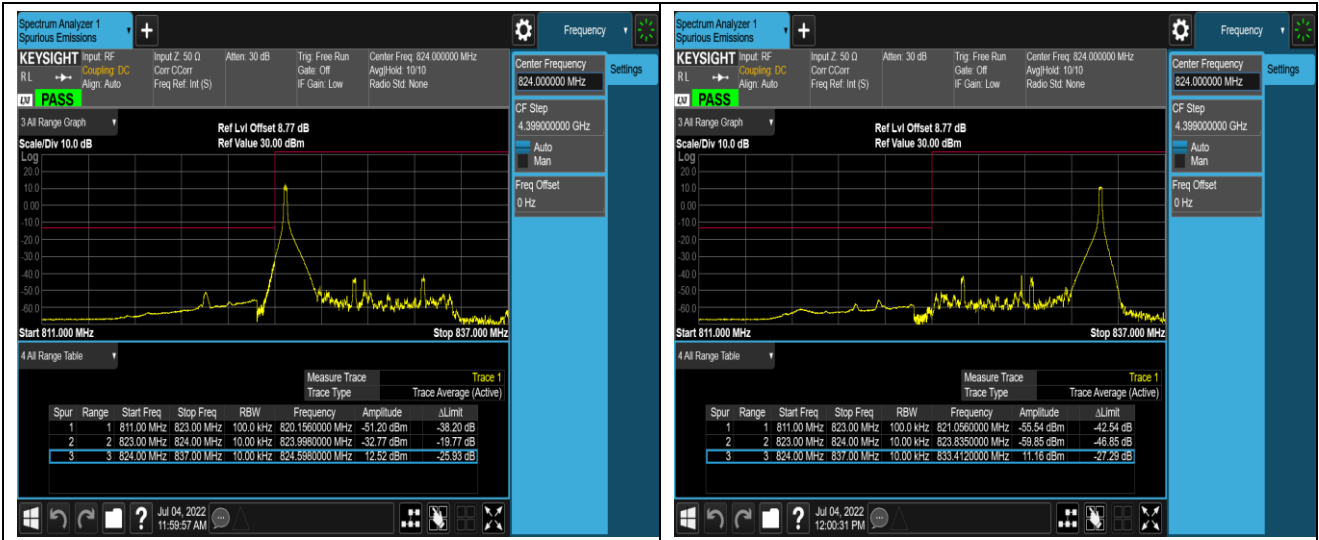 Spectrum Analyzer 1
Spurious Emissions
Frequency
KEYSIGHT
Input: RF
Coupling: DC
Align: Auto
Input Z: 50 Ω
Corr CCorr
Freq Ref: Int (S)
Atten: 30 dB
Trig: Free Run
Gate: Off
IF Gain: Low
Center Freq: 824.000000 MHz
Avg|Hold: 10/10
Radio Std: None
R L
LXI PASS
Center Frequency
824.000000 MHz
Settings
CF Step
4.399000000 GHz
Auto
Man
Freq Offset
0 Hz
3 All Range Graph
Ref Lvl Offset 8.77 dB
Scale/Div 10.0 dB
Ref Value 30.00 dBm
Log
20.0
10.0
0.00
-10.0
-20.0
-30.0
-40.0
-50.0
-60.0
Start 811.000 MHz
Stop 837.000 MHz
4 All Range Table
Measure Trace Trace 1
Trace Type Trace Average (Active)
Spur Range Start Freq Stop Freq RBW Frequency Amplitude ΔLimit
1 1 811.00 MHz 823.00 MHz 100.0 kHz 820.1560000 MHz -51.20 dBm -38.20 dB
2 2 823.00 MHz 824.00 MHz 10.00 kHz 823.9980000 MHz -32.77 dBm -19.77 dB
3 3 824.00 MHz 837.00 MHz 10.00 kHz 824.5980000 MHz 12.52 dBm -25.93 dB
Jul 04, 2022
11:59:57 AM
Spectrum Analyzer 1
Spurious Emissions
Frequency
KEYSIGHT
Input: RF
Coupling: DC
Align: Auto
Input Z: 50 Ω
Corr CCorr
Freq Ref: Int (S)
Atten: 30 dB
Trig: Free Run
Gate: Off
IF Gain: Low
Center Freq: 824.000000 MHz
Avg|Hold: 10/10
Radio Std: None
R L
LXI PASS
Center Frequency
824.000000 MHz
Settings
CF Step
4.399000000 GHz
Auto
Man
Freq Offset
0 Hz
3 All Range Graph
Ref Lvl Offset 8.77 dB
Scale/Div 10.0 dB
Ref Value 30.00 dBm
Log
20.0
10.0
0.00
-10.0
-20.0
-30.0
-40.0
-50.0
-60.0
Start 811.000 MHz
Stop 837.000 MHz
4 All Range Table
Measure Trace Trace 1
Trace Type Trace Average (Active)
Spur Range Start Freq Stop Freq RBW Frequency Amplitude ΔLimit
1 1 811.00 MHz 823.00 MHz 100.0 kHz 821.0560000 MHz -55.54 dBm -42.54 dB
2 2 823.00 MHz 824.00 MHz 10.00 kHz 823.8350000 MHz -59.85 dBm -46.85 dB
3 3 824.00 MHz 837.00 MHz 10.00 kHz 833.4120000 MHz 11.16 dBm -27.29 dB
Jul 04, 2022
12:00:31 PM